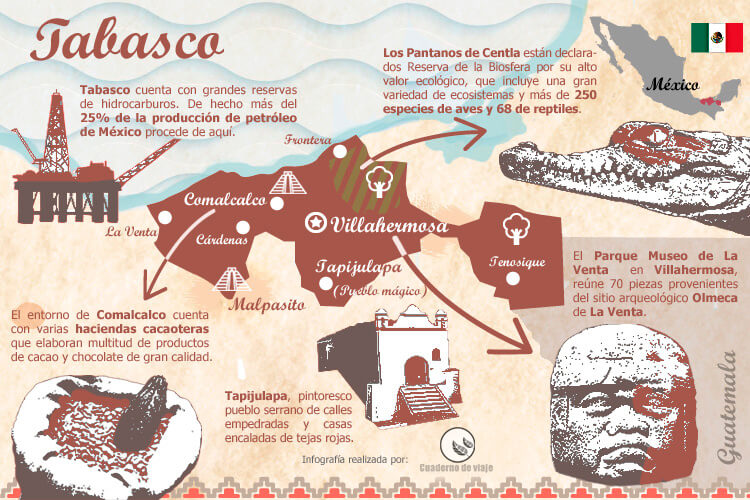 Tabasco
Tabasco cuenta con grandes reservas
de hidrocarburos. De hecho más del
25% de la producción de petróleo
de México procede de aquí.
Los Pantanos de Centla están declara-
dos Reserva de la Biosfera por su alto
valor ecológico, que incluye una gran
variedad de ecosistemas y más de 250
especies de aves y 68 de reptiles.
México
Frontera
Comalcalco
La Venta
Cárdenas
Villahermosa
Tapijulapa
(Pueblo mágico)
Tenosique
Malpasito
El entorno de Comalcalco cuenta
con varias haciendas cacaoteras
que elaboran multitud de productos
de cacao y chocolate de gran calidad.
El Parque Museo de La
Venta en Villahermosa,
reúne 70 piezas provenientes
del sitio arqueológico Olmeca
de La Venta.
Tapijulapa, pintoresco
pueblo serrano de calles
empedradas y casas
encaladas de tejas rojas.
Guatemala
Infografía realizada por:
Cuaderno de viaje